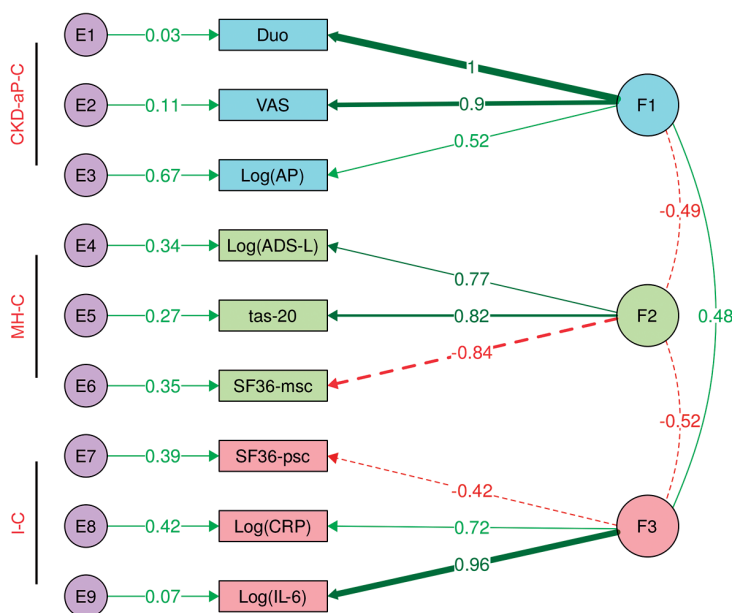 CKD-aP-C
E1 0.03 Duo
1
E2 0.11 VAS
0.9
F1
E3 0.67 Log(AP)
0.52
-0.49
MH-C
E4 0.34 Log(ADS-L)
0.77
E5 0.27 tas-20
0.82
F2
0.48
E6 0.35 SF36-msc
-0.84
-0.52
I-C
E7 0.39 SF36-psc
-0.42
E8 0.42 Log(CRP)
0.72
F3
E9 0.07 Log(IL-6)
0.96